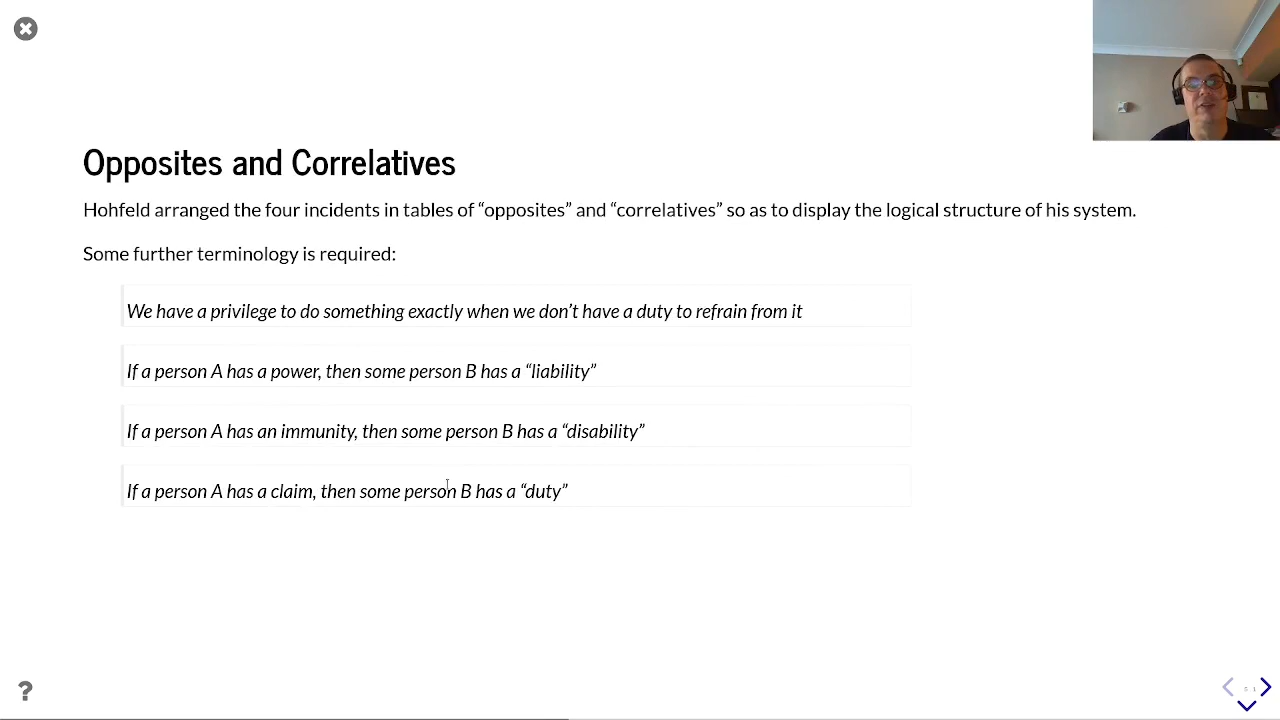 Opposites and Correlatives
Hohfeld arranged the four incidents in tables of “opposites” and “correlatives” so as to display the logical structure of his system.
Some further terminology is required:
We have a privilege to do something exactly when we don’t have a duty to refrain from it
If a person A has a power, then some person B has a “liability”
If a person A has an immunity, then some person B has a “disability”
If a person A has a claim, then some person B has a “duty”
?